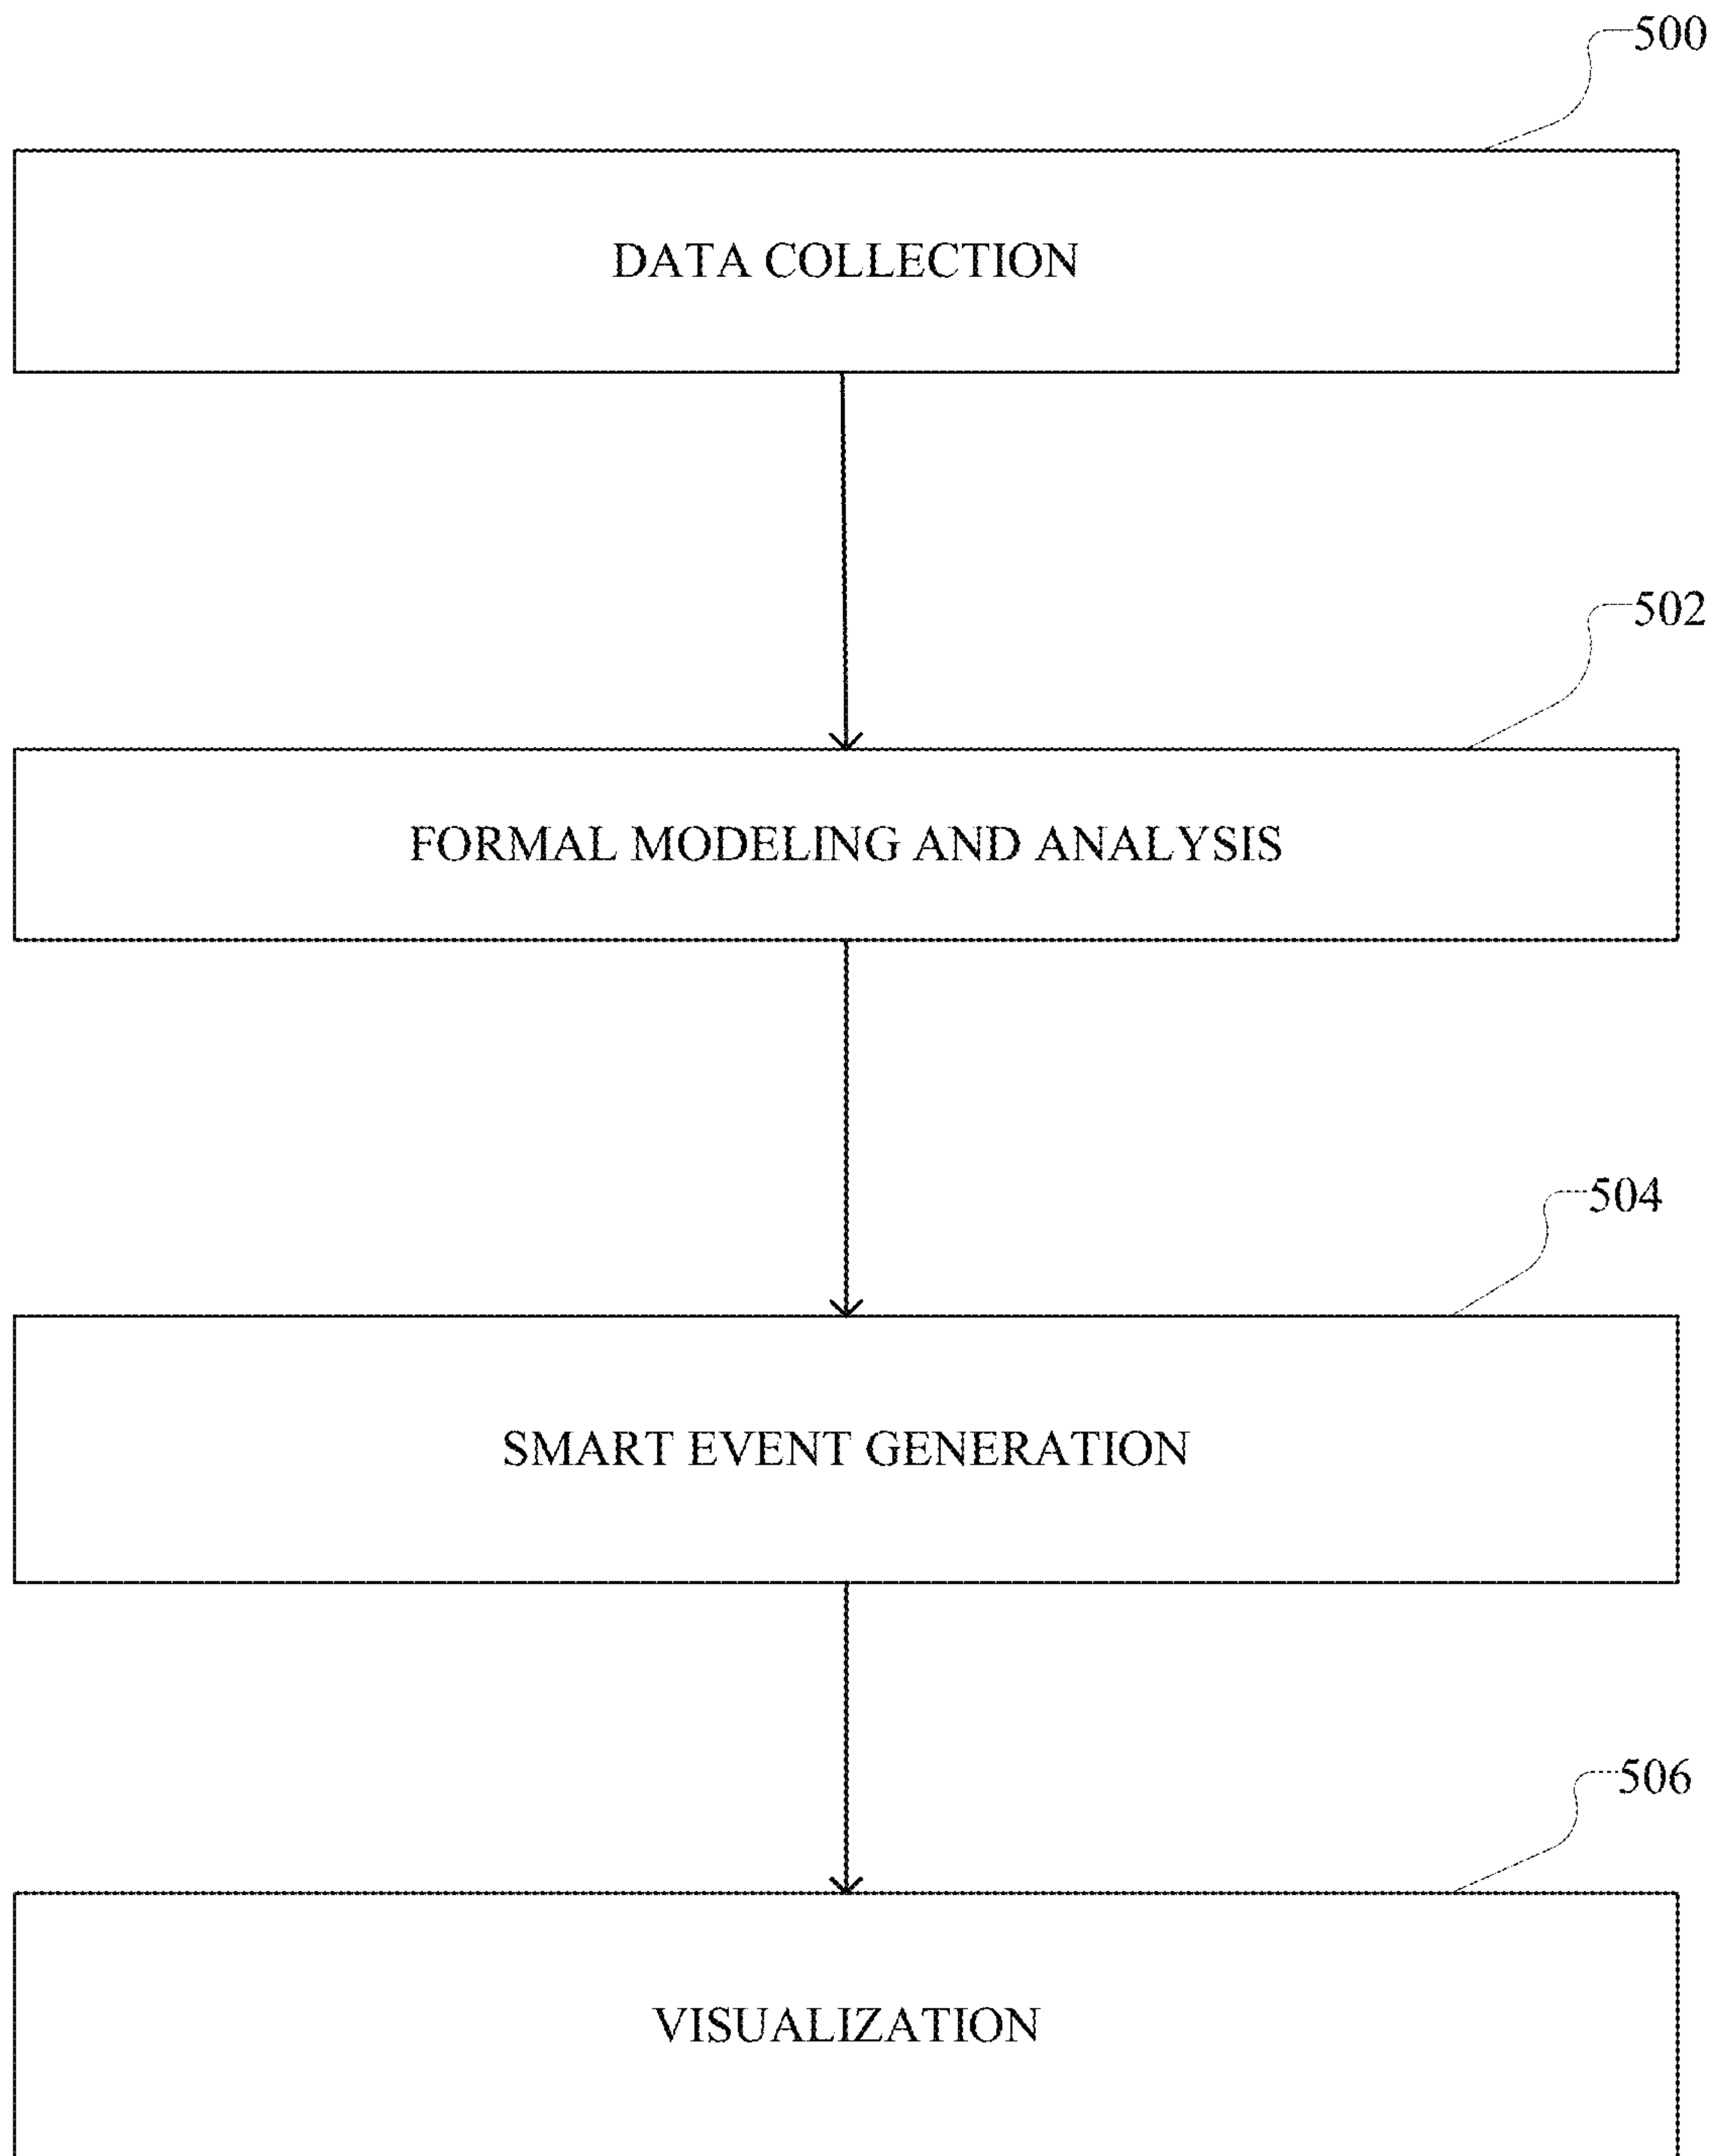 500
DATA COLLECTION
502
FORMAL MODELING AND ANALYSIS
504
SMART EVENT GENERATION
506
VISUALIZATION